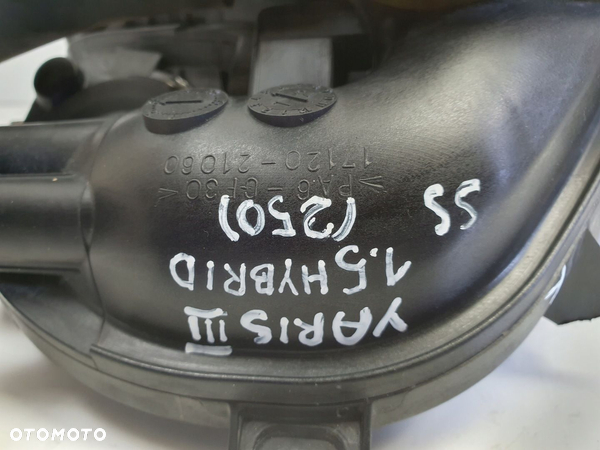 YARIS III
1.5 HYBRID
(250)
SS
>PA6-GF30<
17120-21060
OTOMOTO